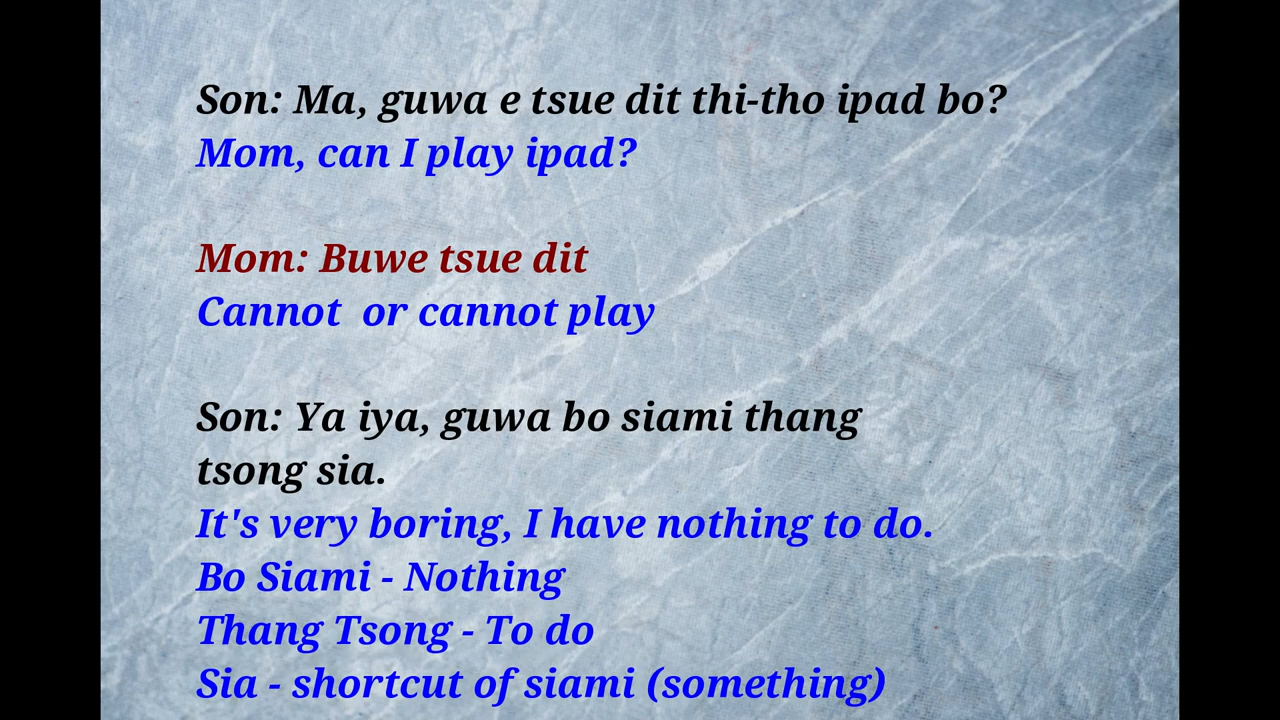 Son: Ma, guwa e tsue dit thi-tho ipad bo?
Mom, can I play ipad?
Mom: Buwe tsue dit
Cannot  or cannot play
Son: Ya iya, guwa bo siami thang
tsong sia.
It's very boring, I have nothing to do.
Bo Siami - Nothing
Thang Tsong - To do
Sia - shortcut of siami (something)